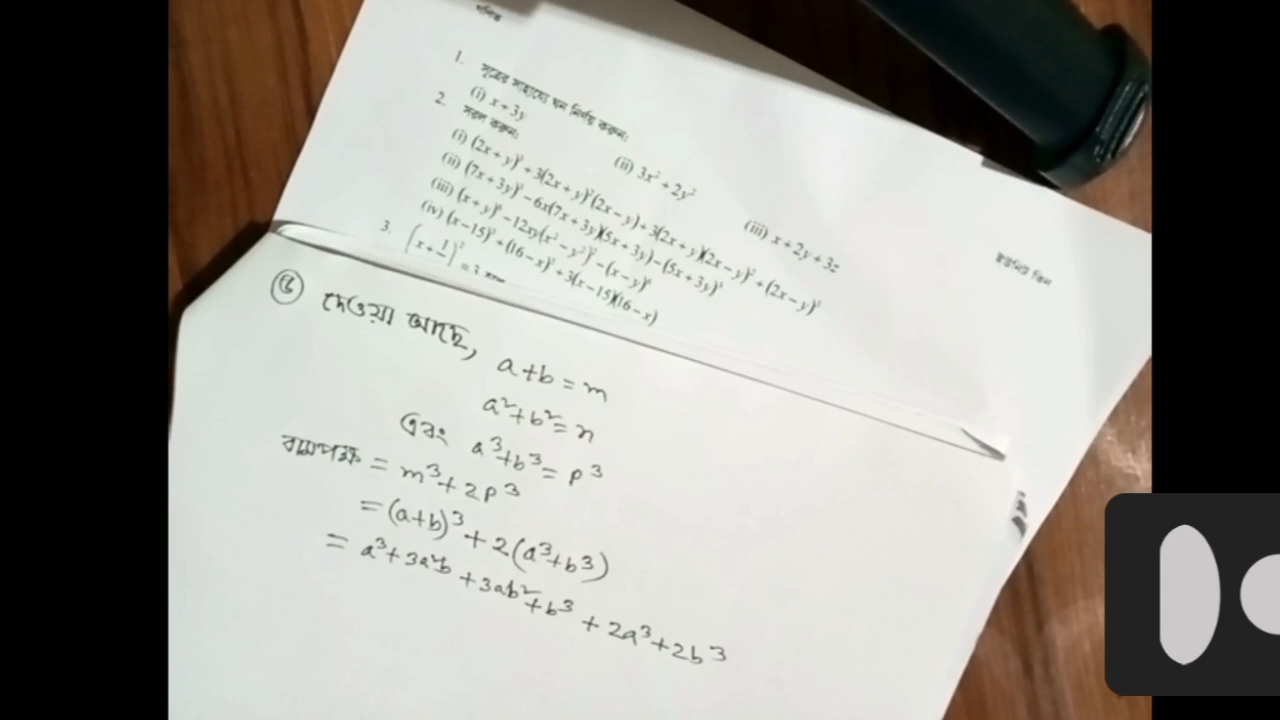 গণিত
1. সূত্রের সাহায্যে ঘন নির্ণয় করুন:
(i) x+3y (ii) 3x²+2y² (iii) x+2y+3z
2. সরল করুন:
(i) (2x+y)³+3(2x+y)²(2x−y)+3(2x+y)(2x−y)²+(2x−y)³
(ii) (7x+3y)³−6x(7x+3y)(5x+3y)−(5x+3y)³
(iii) (x+y)⁶−12xy(x²−y²)²−(x−y)⁶
(iv) (x−15)³+(16−x)³+3(x−15)(16−x)
3. (x+1/)² = 3
দেওয়া আছে, a+b = m
a²+b² = n
এবং a³+b³ = p³
বামপক্ষ = m³+2p³
= (a+b)³+2(a³+b³)
= a³+3a²b+3ab²+b³+2a³+2b³